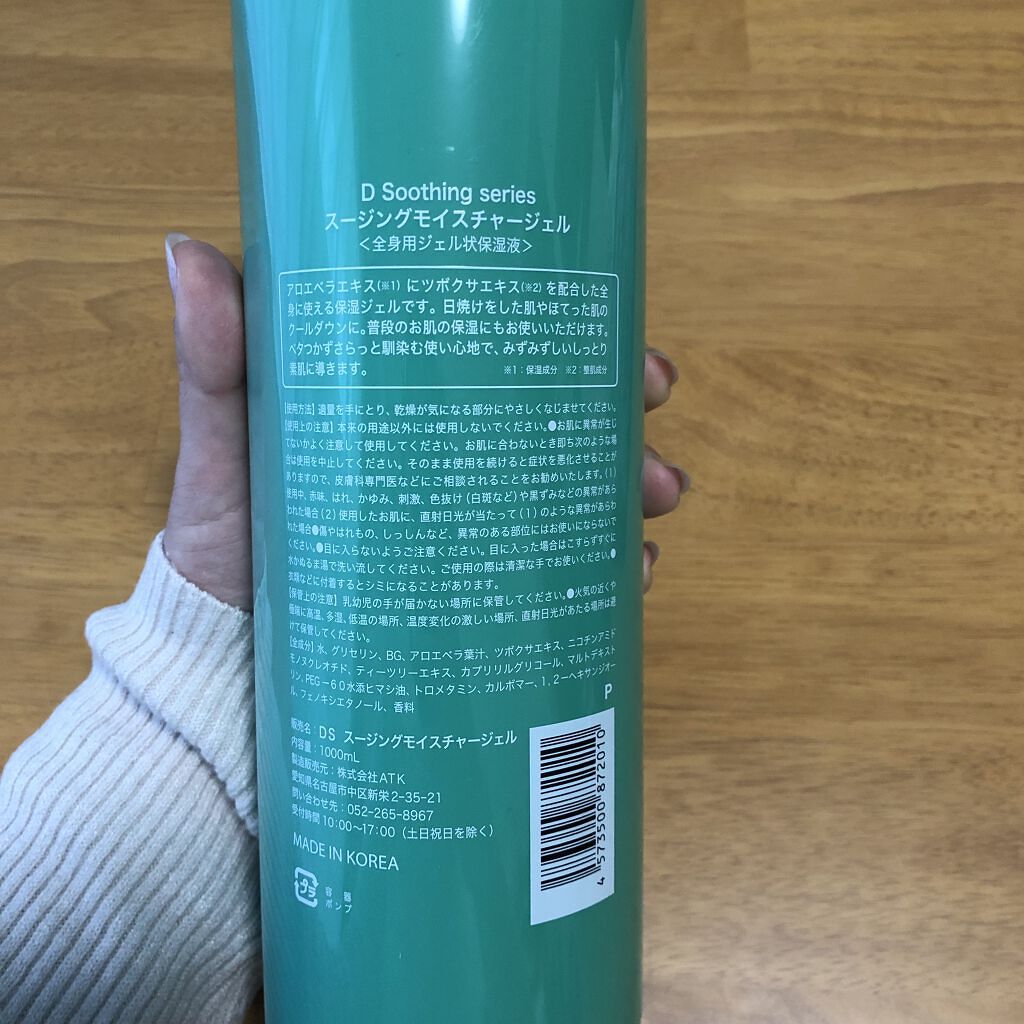 D Soothing series
スージングモイスチャージェル
＜全身用ジェル状保湿液＞
アロエベラエキス(※1) にツボクサエキス(※2) を配合した全
身に使える保湿ジェルです。日焼けをした肌やほてった肌の
クールダウンに。普段のお肌の保湿にもお使いいただけます。
ベタつかずさらっと馴染む使い心地で、みずみずしいしっとり
素肌に導きます。 ※1：保湿成分 ※2：整肌成分
【使用方法】適量を手にとり、乾燥が気になる部分にやさしくなじませてください。
【使用上の注意】本来の用途以外には使用しないでください。●お肌に異常が生じ
てないかよく注意して使用してください。お肌に合わないとき即ち次のような場
合は使用を中止してください。そのまま使用を続けると症状を悪化させることが
ありますので、皮膚科専門医などにご相談されることをお勧めいたします。（1）
使用中、赤味、はれ、かゆみ、刺激、色抜け（白斑など）や黒ずみなどの異常があら
われた場合（2）使用したお肌に、直射日光が当たって（1）のような異常があらわ
れた場合●傷やはれもの、しっしんなど、異常のある部位にはお使いにならないで
ください。●目に入らないようご注意ください。目に入った場合はこすらずすぐに
水かぬるま湯で洗い流してください。ご使用の際は清潔な手でお使いください。●
衣類などに付着するとシミになることがあります。
【保管上の注意】乳幼児の手が届かない場所に保管してください。●火気の近くや
極端に高温、多湿、低温の場所、温度変化の激しい場所、直射日光があたる場所は避
けて保管してください。
【全成分】水、グリセリン、BG、アロエベラ葉汁、ツボクサエキス、ニコチンアミド
モノヌクレオチド、ティーツリーエキス、カプリリルグリコール、マルトデキスト
リン、PEG－60水添ヒマシ油、トロメタミン、カルボマー、1，2－ヘキサンジオー
ル、フェノキシエタノール、香料
P
販売名：DS スージングモイスチャージェル
内容量：1000mL
製造販売元：株式会社ATK
愛知県名古屋市中区新栄2-35-21
問い合わせ先：052-265-8967
受付時間 10：00～17：00（土日祝日を除く）
MADE IN KOREA
プラ
容器
ポンプ
4 573500 872010